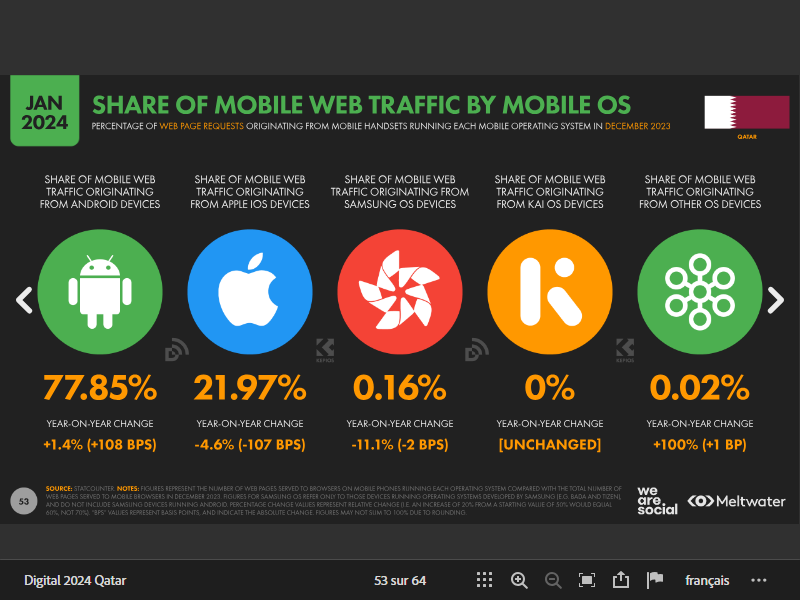 JAN
2024
SHARE OF MOBILE WEB TRAFFIC BY MOBILE OS
PERCENTAGE OF WEB PAGE REQUESTS ORIGINATING FROM MOBILE HANDSETS RUNNING EACH MOBILE OPERATING SYSTEM IN DECEMBER 2023
QATAR
SHARE OF MOBILE WEB
TRAFFIC ORIGINATING
FROM ANDROID DEVICES
SHARE OF MOBILE WEB
TRAFFIC ORIGINATING
FROM APPLE IOS DEVICES
SHARE OF MOBILE WEB
TRAFFIC ORIGINATING FROM
SAMSUNG OS DEVICES
SHARE OF MOBILE WEB
TRAFFIC ORIGINATING
FROM KAI OS DEVICES
SHARE OF MOBILE WEB
TRAFFIC ORIGINATING
FROM OTHER OS DEVICES
KEPIOS
KEPIOS
77.85%
YEAR-ON-YEAR CHANGE
+1.4% (+108 BPS)
21.97%
YEAR-ON-YEAR CHANGE
-4.6% (-107 BPS)
0.16%
YEAR-ON-YEAR CHANGE
-11.1% (-2 BPS)
0%
YEAR-ON-YEAR CHANGE
[UNCHANGED]
0.02%
YEAR-ON-YEAR CHANGE
+100% (+1 BP)
53
SOURCE: STATCOUNTER. NOTES: FIGURES REPRESENT THE NUMBER OF WEB PAGES SERVED TO BROWSERS ON MOBILE PHONES RUNNING EACH OPERATING SYSTEM COMPARED WITH THE TOTAL NUMBER OF
WEB PAGES SERVED TO MOBILE BROWSERS IN DECEMBER 2023. FIGURES FOR SAMSUNG OS REFER ONLY TO THOSE DEVICES RUNNING OPERATING SYSTEMS DEVELOPED BY SAMSUNG (E.G. BADA AND TIZEN),
AND DO NOT INCLUDE SAMSUNG DEVICES RUNNING ANDROID. PERCENTAGE CHANGE VALUES REPRESENT RELATIVE CHANGE (I.E. AN INCREASE OF 20% FROM A STARTING VALUE OF 50% WOULD EQUAL
60%, NOT 70%). "BPS" VALUES REPRESENT BASIS POINTS, AND INDICATE THE ABSOLUTE CHANGE. FIGURES MAY NOT SUM TO 100% DUE TO ROUNDING.
we
are.
social
Meltwater
Digital 2024 Qatar
53 sur 64
français